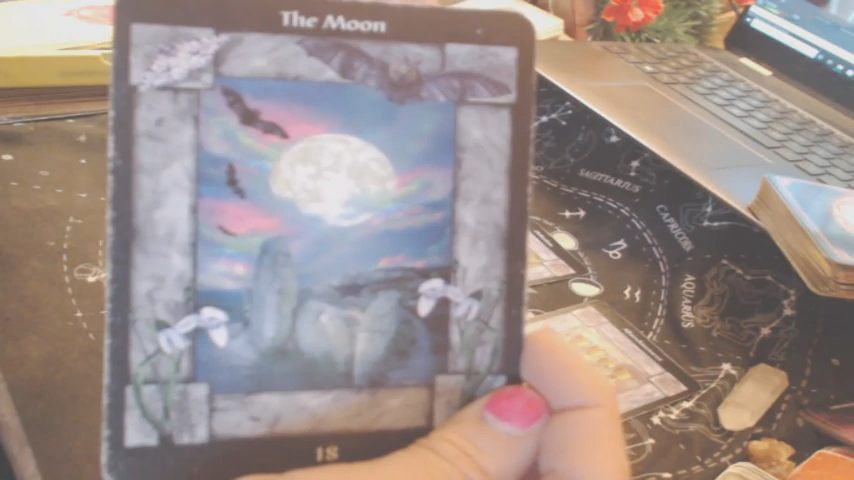 The Moon
18
SAGITTARIUS
CAPRICORN
AQUARIUS